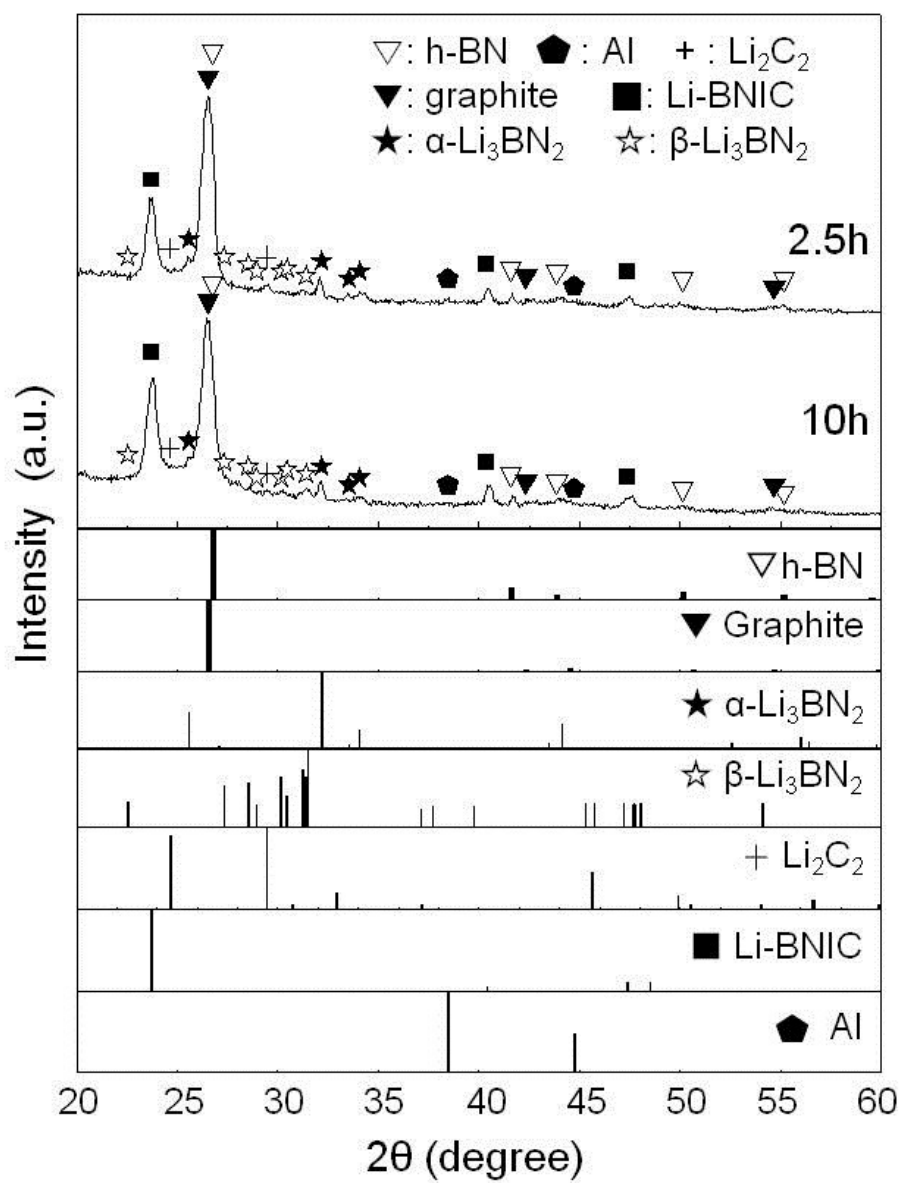 ▽: h-BN ⬟: Al +: Li₂C₂
▼: graphite ■: Li-BNIC
★: α-Li₃BN₂ ☆: β-Li₃BN₂
2.5h
10h
Intensity (a.u.)
▽h-BN
▼ Graphite
★ α-Li₃BN₂
☆ β-Li₃BN₂
+ Li₂C₂
■ Li-BNIC
⬟ Al
20 25 30 35 40 45 50 55 60
2θ (degree)